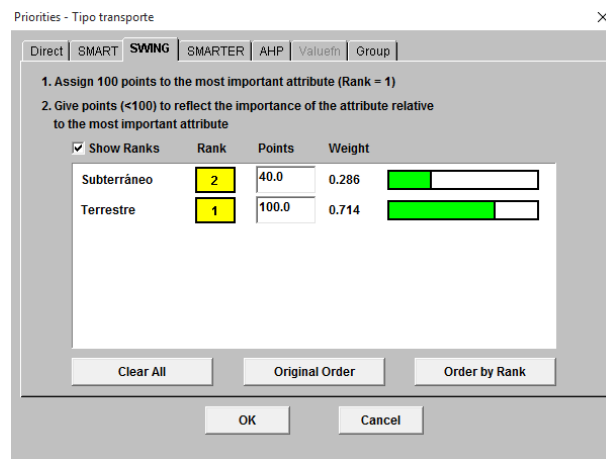 Priorities - Tipo transporte
Direct SMART SWING SMARTER AHP Valuefn Group
1. Assign 100 points to the most important attribute (Rank = 1)
2. Give points (<100) to reflect the importance of the attribute relative
to the most important attribute
Show Ranks Rank Points Weight
Subterráneo 2 40.0 0.286
Terrestre 1 100.0 0.714
Clear All Original Order Order by Rank
OK Cancel